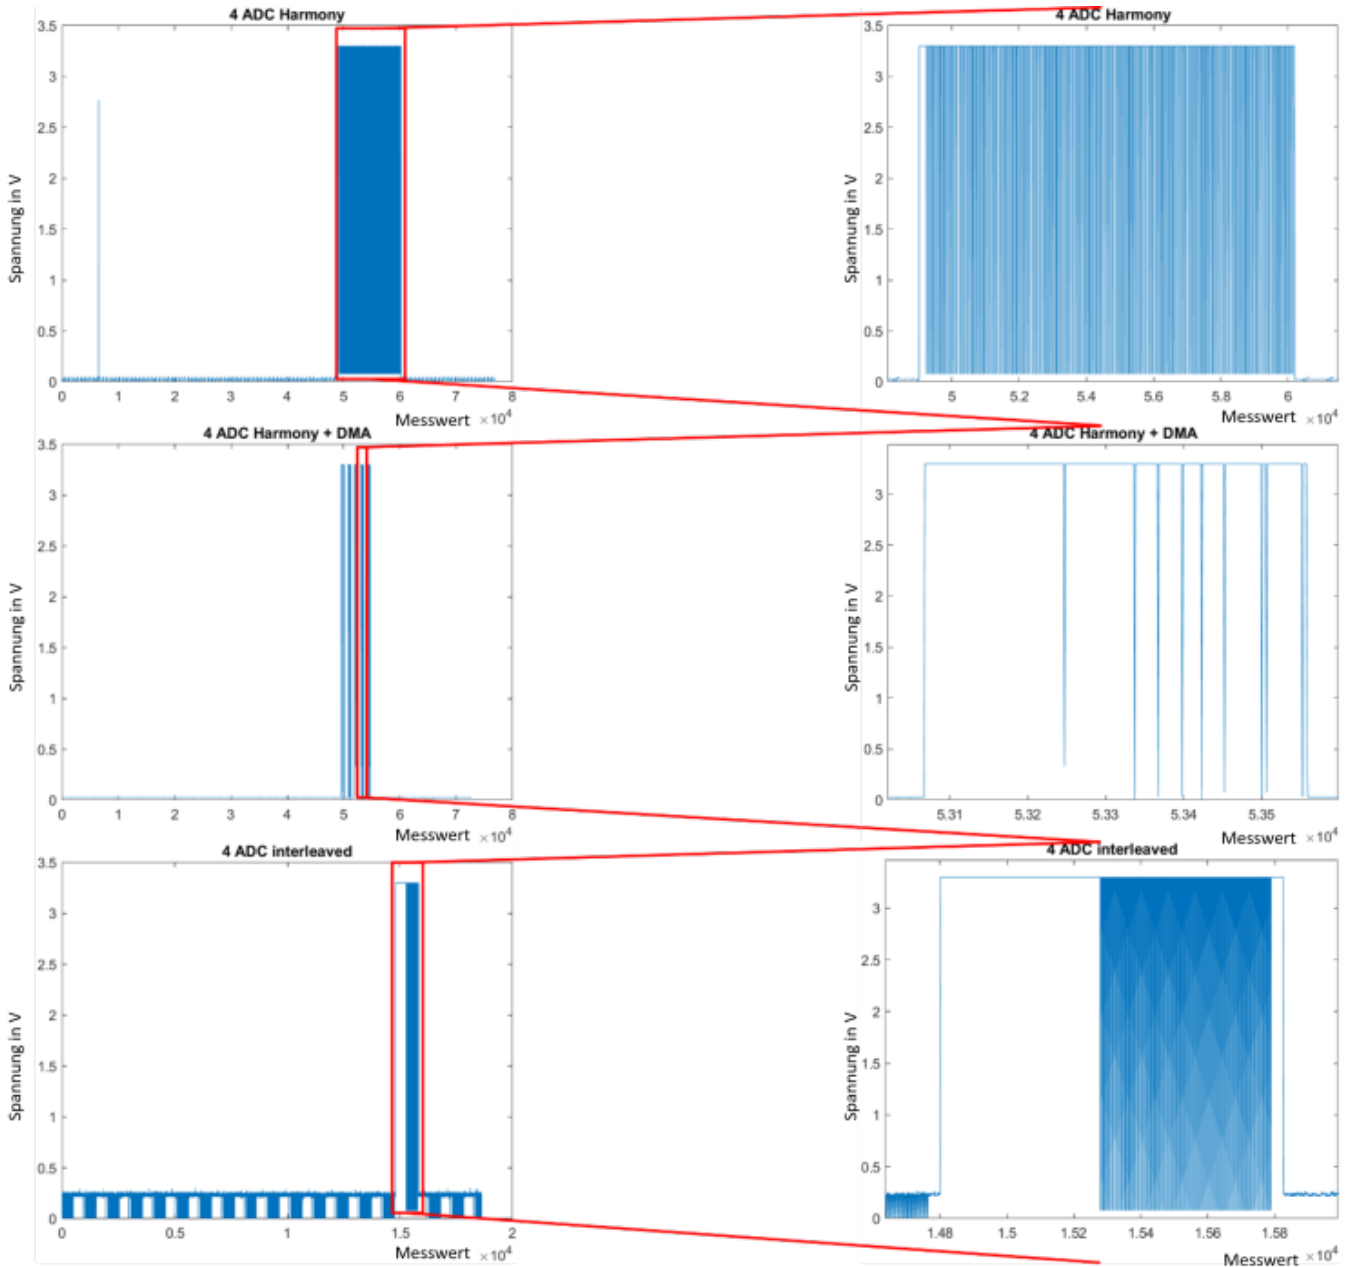 4 ADC Harmony
3.5
3
2.5
2
1.5
1
0.5
0
0 1 2 3 4 5 6 7 8
Messwert ×10⁴
Spannung in V
4 ADC Harmony
3.5
3
2.5
2
1.5
1
0.5
0
5 5.2 5.4 5.6 5.8 6
Messwert ×10⁴
Spannung in V
4 ADC Harmony + DMA
3.5
3
2.5
2
1.5
1
0.5
0
0 1 2 3 4 5 6 7 8
Messwert ×10⁴
Spannung in V
4 ADC Harmony + DMA
3
2.5
2
1.5
1
0.5
0
5.31 5.32 5.33 5.34 5.35
Messwert ×10⁴
Spannung in V
4 ADC interleaved
3.5
3
2.5
2
1.5
1
0.5
0
0 0.5 1 1.5 2
Messwert ×10⁴
Spannung in V
4 ADC interleaved
3
2.5
2
1.5
1
0.5
0
1.48 1.5 1.52 1.54 1.56 1.58
Messwert ×10⁴
Spannung in V